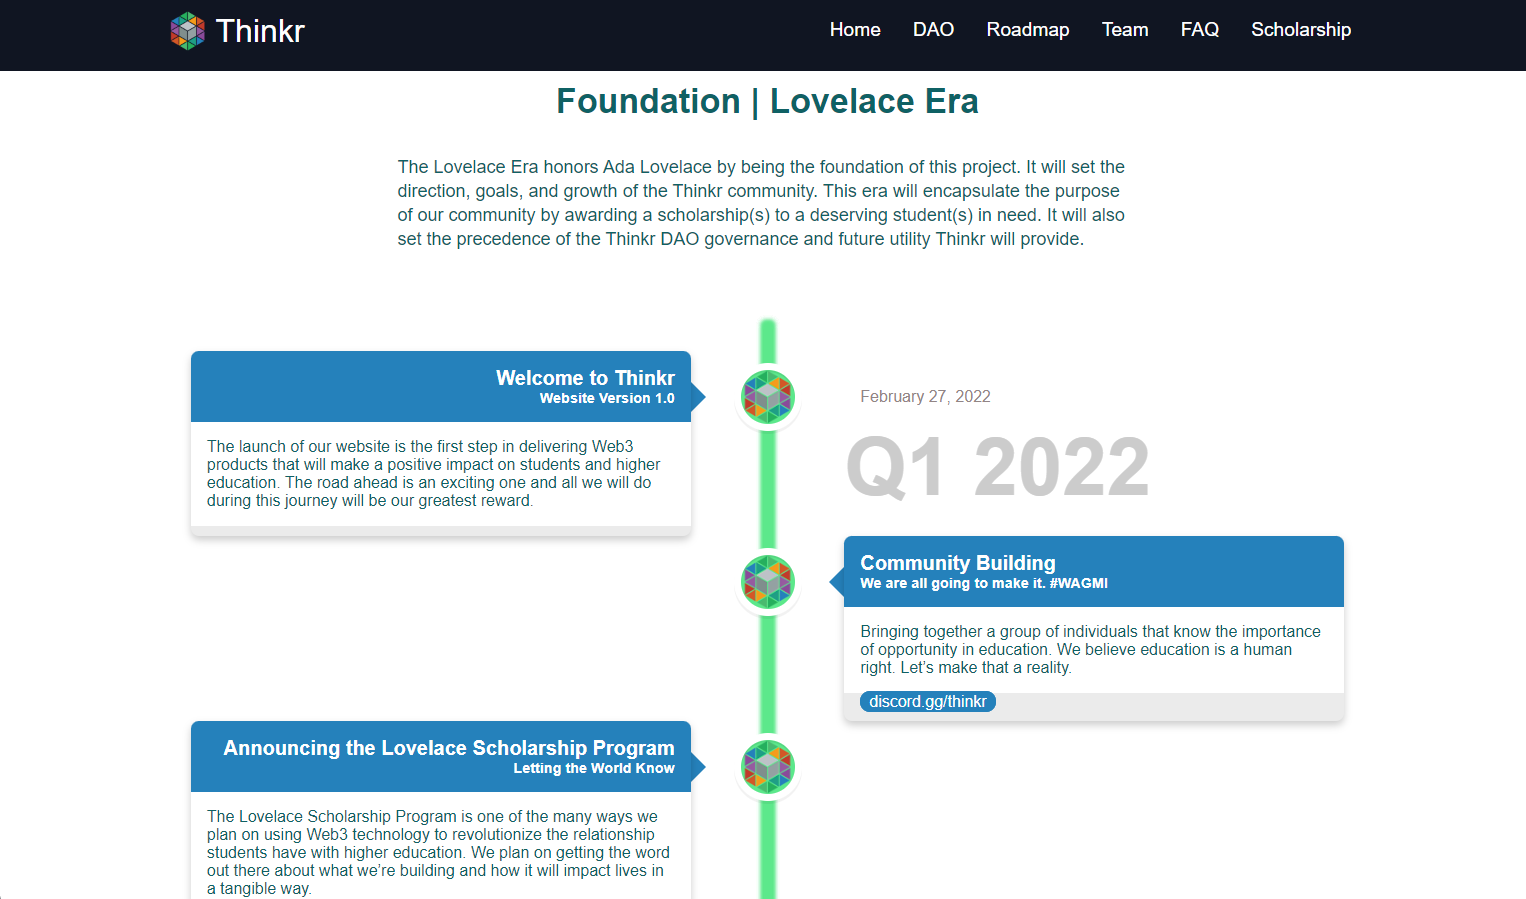 Thinkr
Home DAO Roadmap Team FAQ Scholarship
Foundation | Lovelace Era
The Lovelace Era honors Ada Lovelace by being the foundation of this project. It will set the
direction, goals, and growth of the Thinkr community. This era will encapsulate the purpose
of our community by awarding a scholarship(s) to a deserving student(s) in need. It will also
set the precedence of the Thinkr DAO governance and future utility Thinkr will provide.
Welcome to Thinkr
Website Version 1.0
The launch of our website is the first step in delivering Web3
products that will make a positive impact on students and higher
education. The road ahead is an exciting one and all we will do
during this journey will be our greatest reward.
February 27, 2022
Q1 2022
Community Building
We are all going to make it. #WAGMI
Bringing together a group of individuals that know the importance
of opportunity in education. We believe education is a human
right. Let’s make that a reality.
discord.gg/thinkr
Announcing the Lovelace Scholarship Program
Letting the World Know
The Lovelace Scholarship Program is one of the many ways we
plan on using Web3 technology to revolutionize the relationship
students have with higher education. We plan on getting the word
out there about what we’re building and how it will impact lives in
a tangible way.